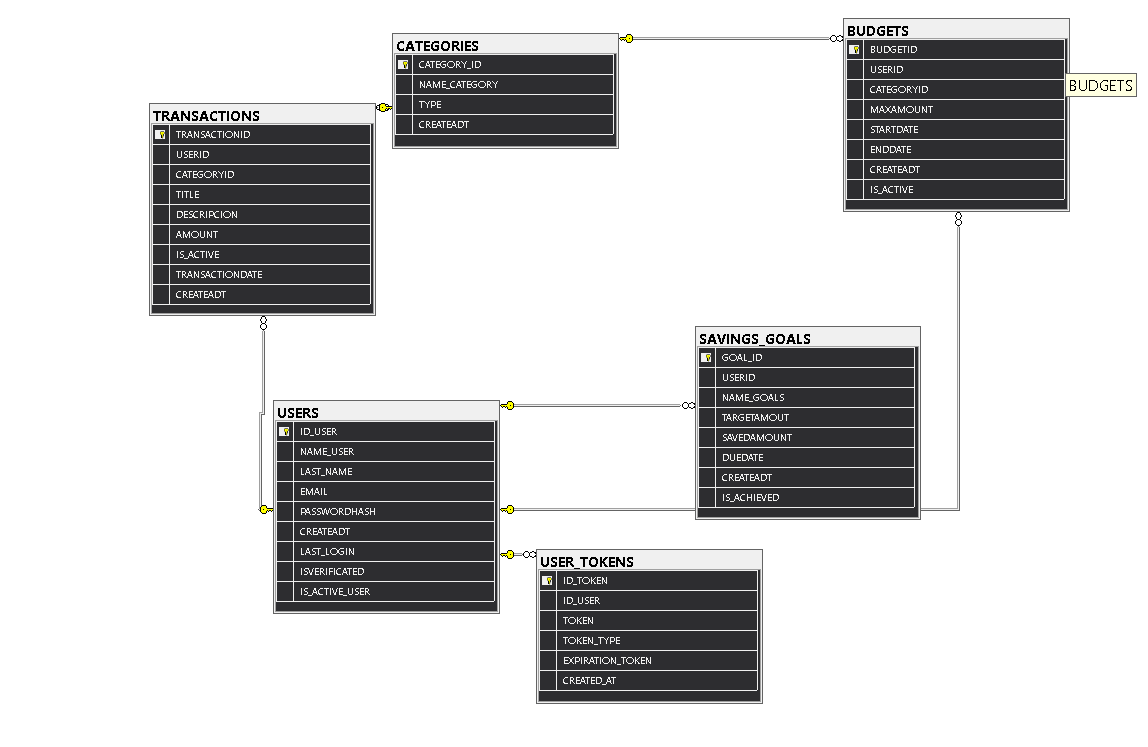 CATEGORIES
CATEGORY_ID
NAME_CATEGORY
TYPE
CREATEADT
BUDGETS
BUDGETID
USERID
CATEGORYID
MAXAMOUNT
STARTDATE
ENDDATE
CREATEADT
IS_ACTIVE
BUDGETS
TRANSACTIONS
TRANSACTIONID
USERID
CATEGORYID
TITLE
DESCRIPCION
AMOUNT
IS_ACTIVE
TRANSACTIONDATE
CREATEADT
SAVINGS_GOALS
GOAL_ID
USERID
NAME_GOALS
TARGETAMOUT
SAVEDAMOUNT
DUEDATE
CREATEADT
IS_ACHIEVED
USERS
ID_USER
NAME_USER
LAST_NAME
EMAIL
PASSWORDHASH
CREATEADT
LAST_LOGIN
ISVERIFICATED
IS_ACTIVE_USER
USER_TOKENS
ID_TOKEN
ID_USER
TOKEN
TOKEN_TYPE
EXPIRATION_TOKEN
CREATED_AT